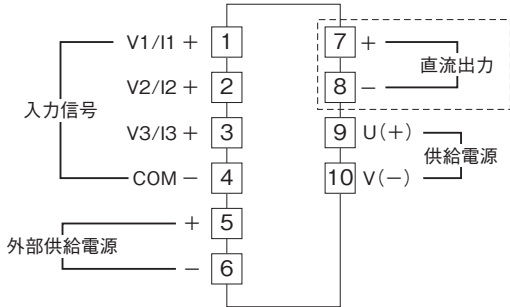 V1/I1 + 1
V2/I2 + 2
V3/I3 + 3
COM − 4
入力信号
+ 5
− 6
外部供給電源
7 +
8 −
直流出力
9 U(+)
10 V(−)
供給電源